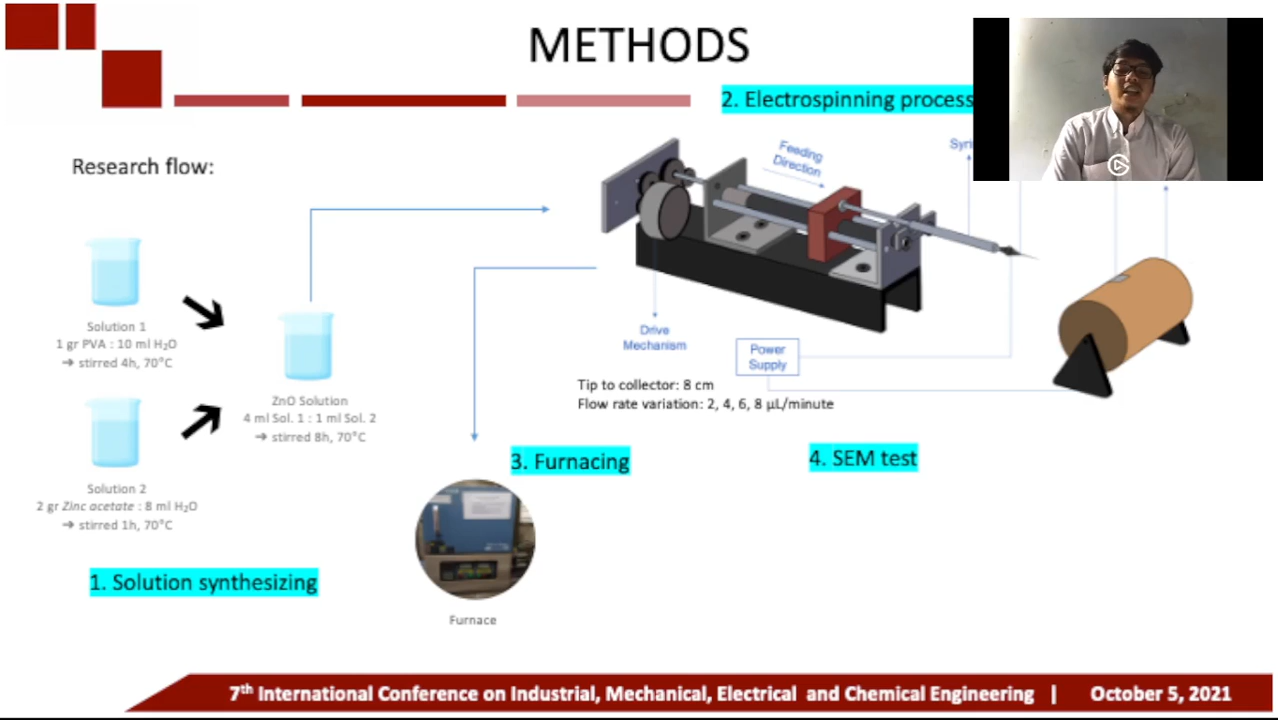 METHODS
2. Electrospinning process
Research flow:
Feeding
Direction
Solution 1
1 gr PVA : 10 ml H₂O
➔ stirred 4h, 70°C
Drive
Mechanism
Power
Supply
ZnO Solution
4 ml Sol. 1 : 1 ml Sol. 2
➔ stirred 8h, 70°C
Tip to collector: 8 cm
Flow rate variation: 2, 4, 6, 8 µL/minute
Solution 2
2 gr Zinc acetate : 8 ml H₂O
➔ stirred 1h, 70°C
3. Furnacing
4. SEM test
1. Solution synthesizing
Furnace
7th International Conference on Industrial, Mechanical, Electrical and Chemical Engineering | October 5, 2021